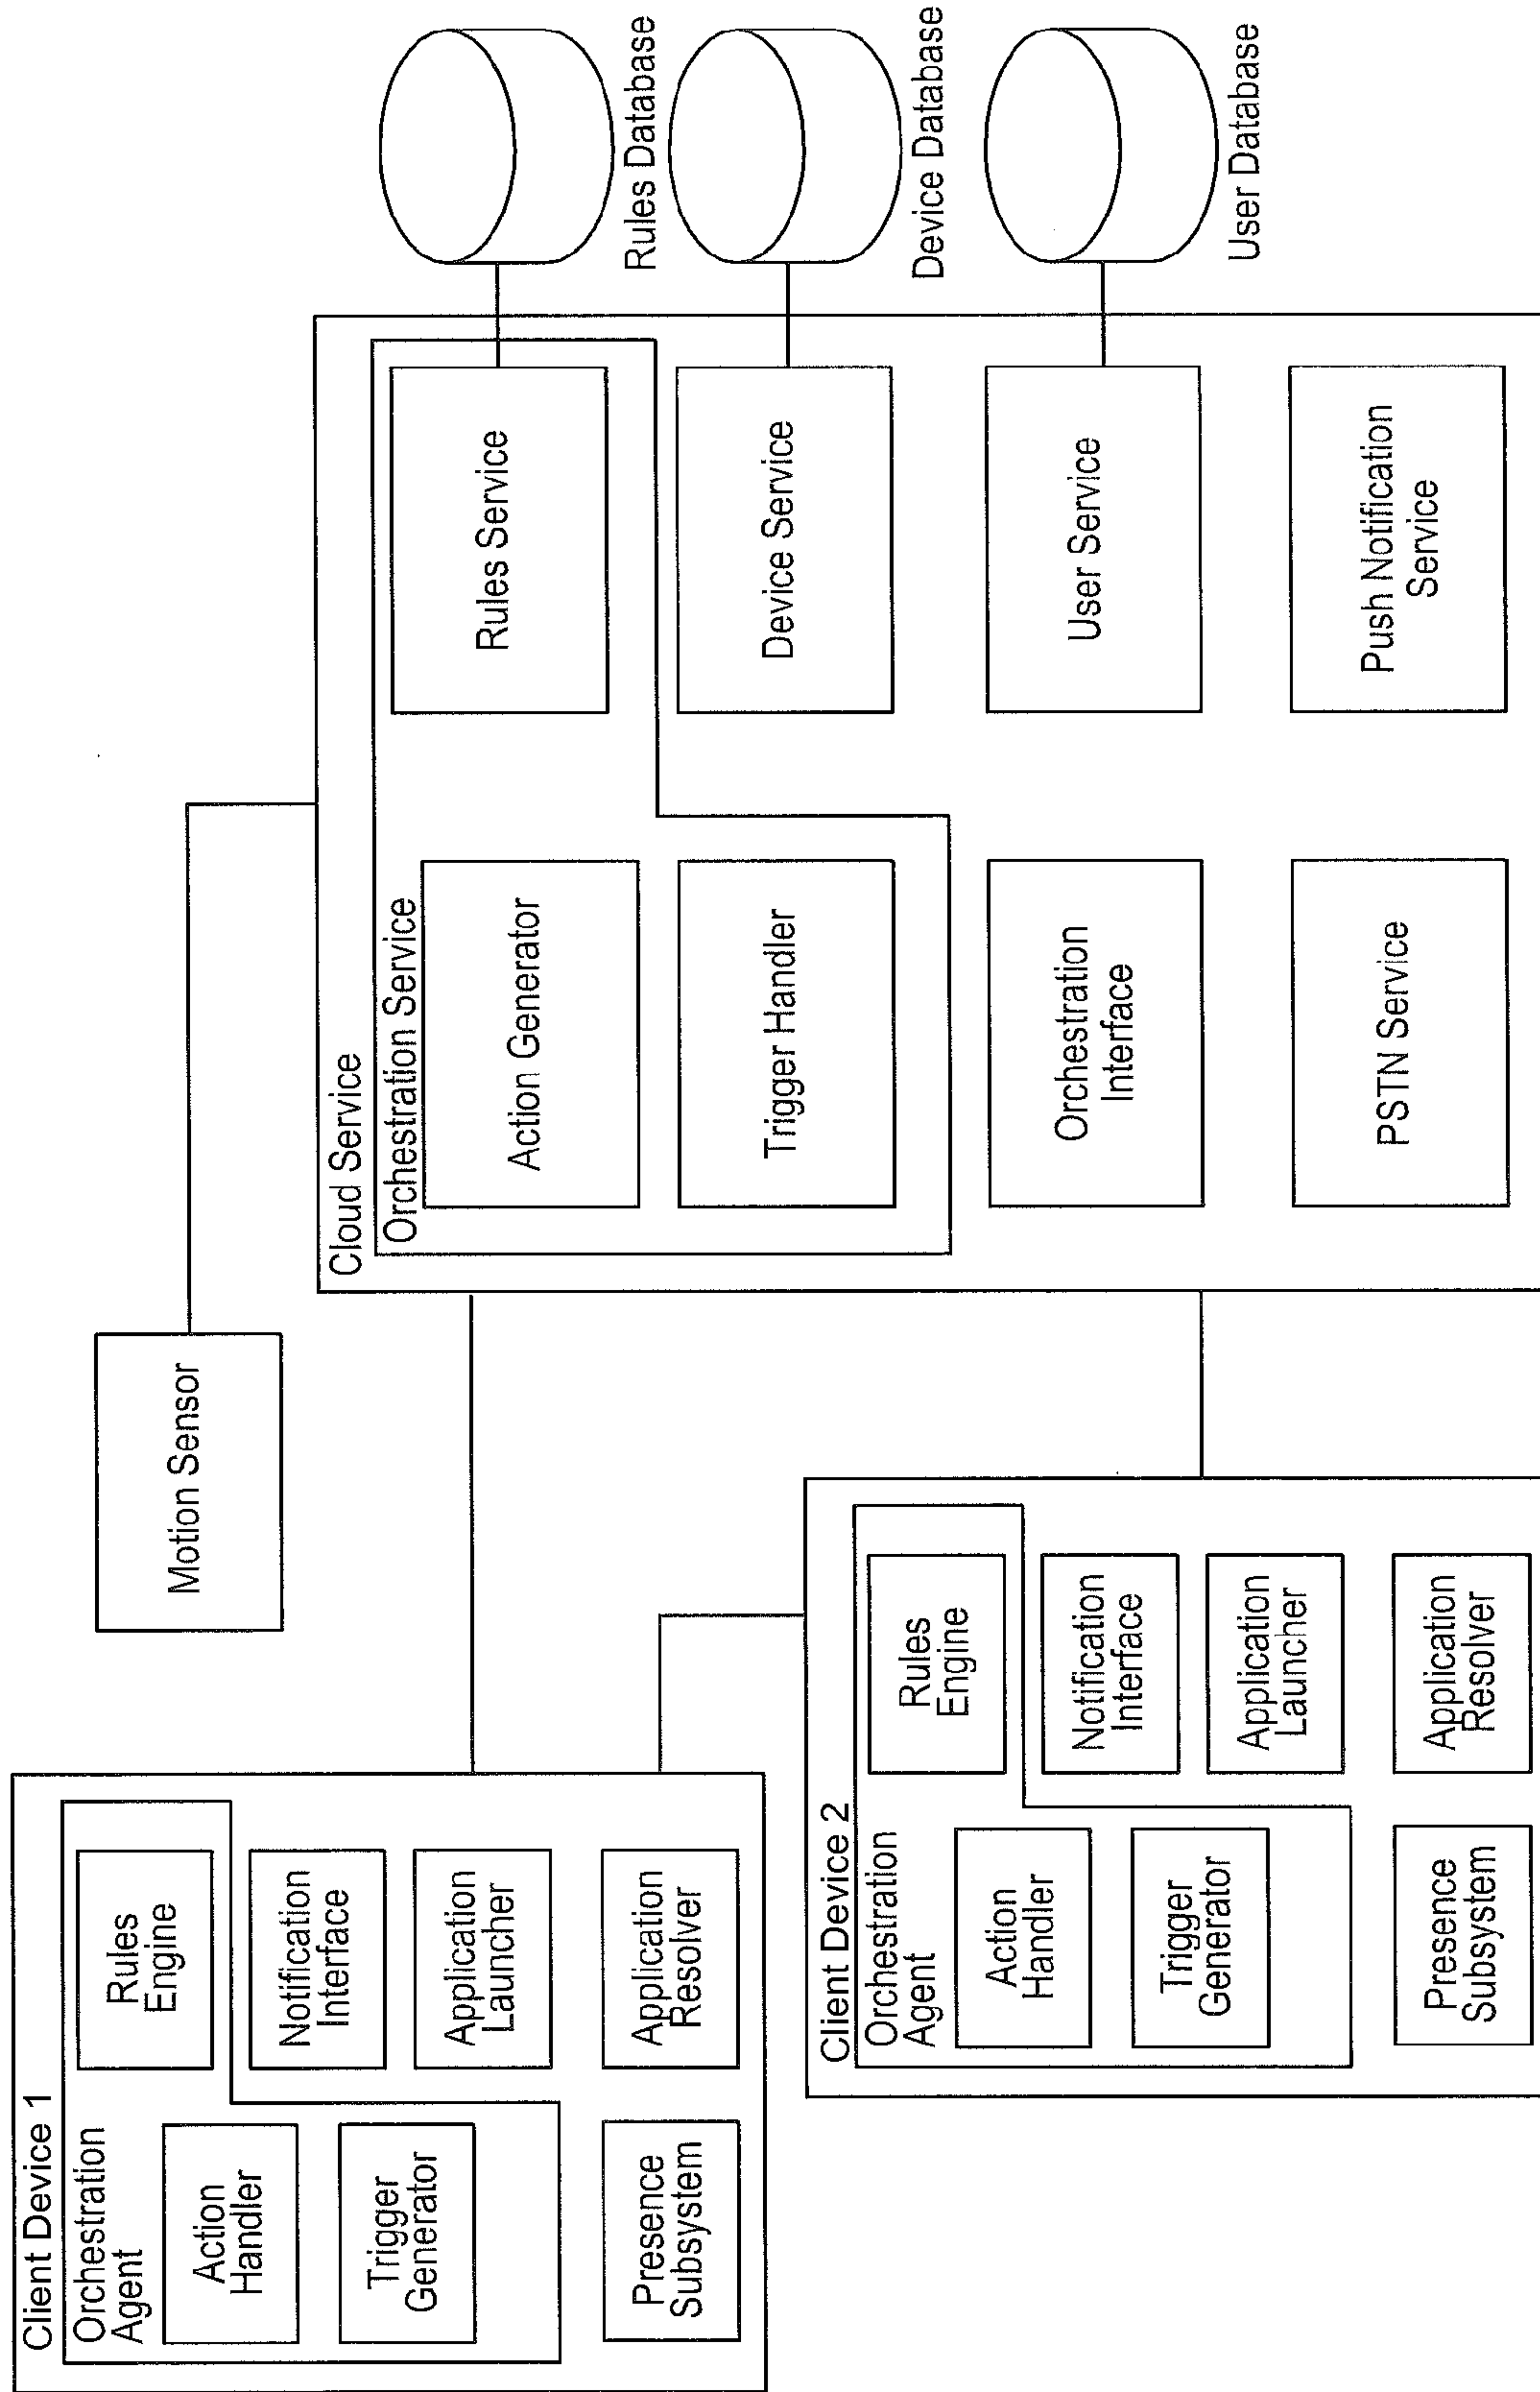 Client Device 1
Orchestration
Agent
Rules
Engine
Action
Handler
Notification
Interface
Trigger
Generator
Application
Launcher
Presence
Subsystem
Application
Resolver
Motion Sensor
Client Device 2
Orchestration
Agent
Rules
Engine
Action
Handler
Notification
Interface
Trigger
Generator
Application
Launcher
Presence
Subsystem
Application
Resolver
Cloud Service
Orchestration Service
Action Generator
Rules Service
Trigger Handler
Device Service
Orchestration
Interface
User Service
PSTN Service
Push Notification
Service
Rules Database
Device Database
User Database